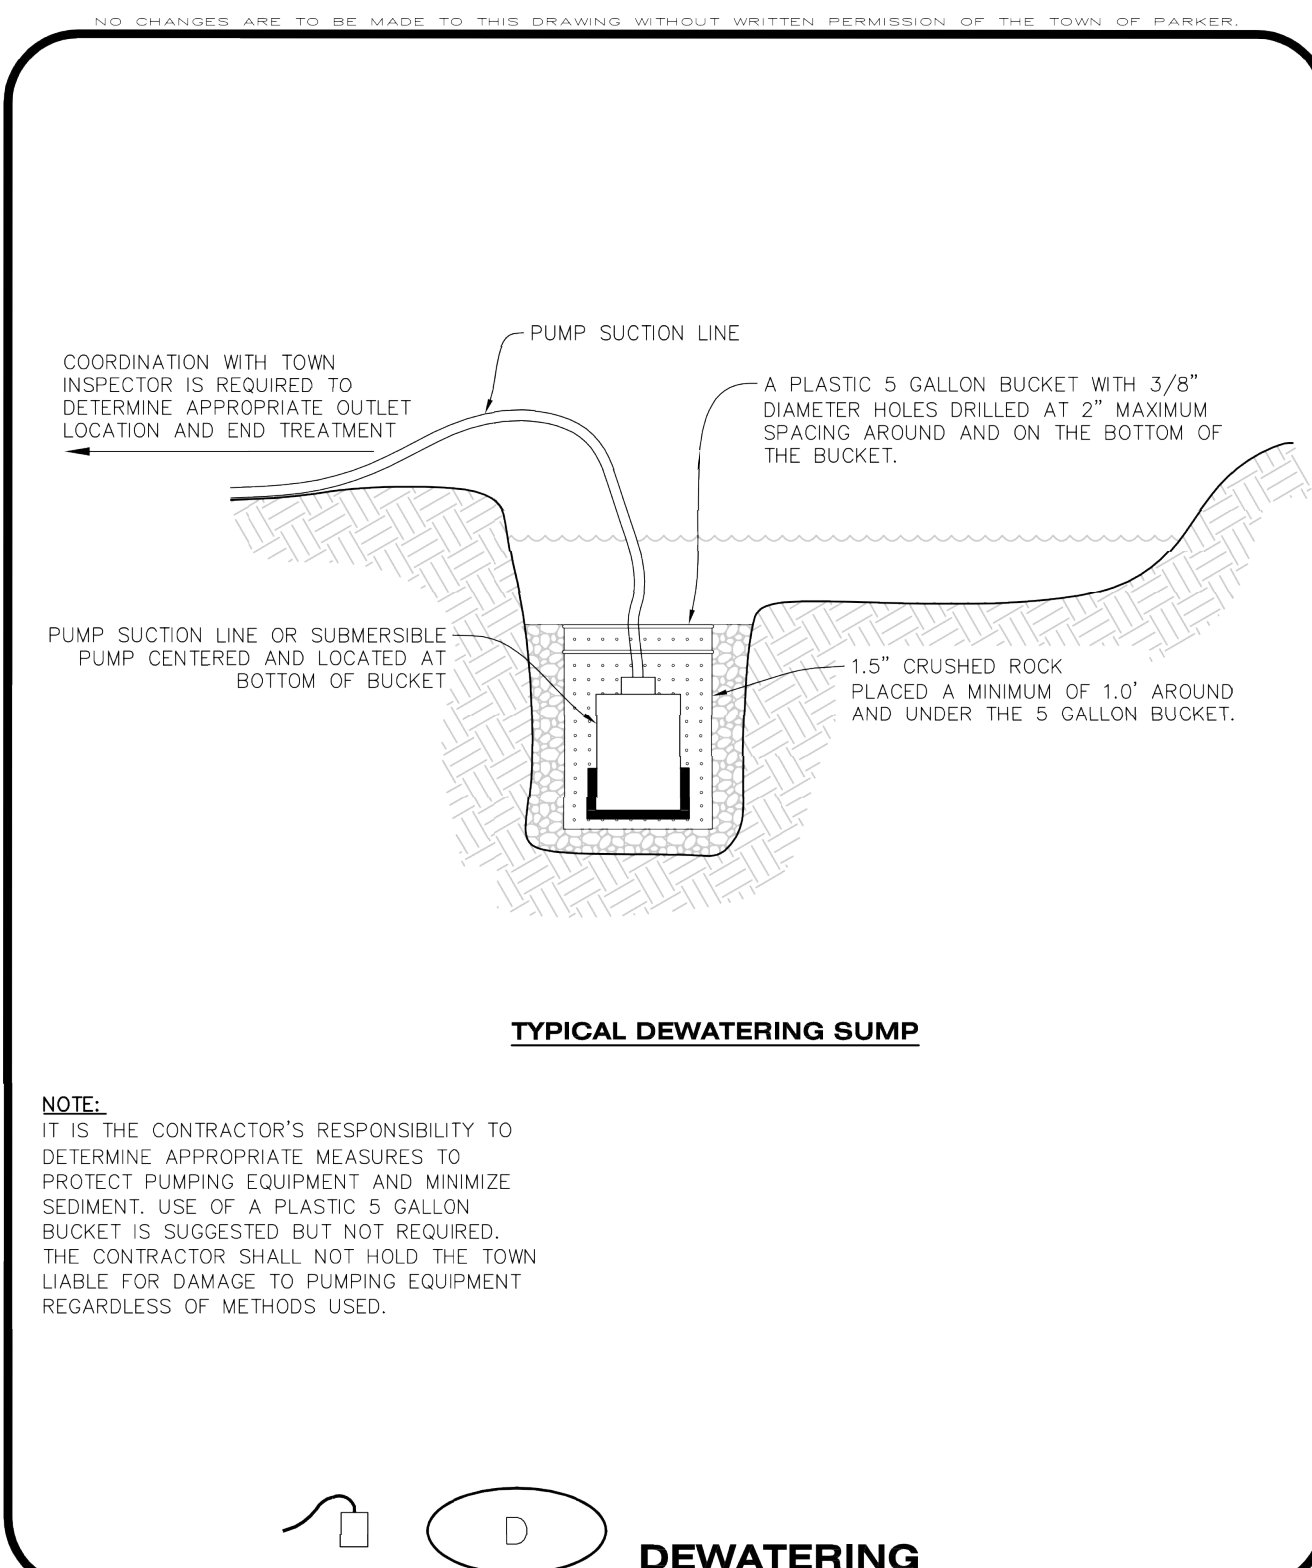 NO CHANGES ARE TO BE MADE TO THIS DRAWING WITHOUT WRITTEN PERMISSION OF THE TOWN OF PARKER.
PUMP SUCTION LINE
COORDINATION WITH TOWN
INSPECTOR IS REQUIRED TO
DETERMINE APPROPRIATE OUTLET
LOCATION AND END TREATMENT
A PLASTIC 5 GALLON BUCKET WITH 3/8"
DIAMETER HOLES DRILLED AT 2" MAXIMUM
SPACING AROUND AND ON THE BOTTOM OF
THE BUCKET.
PUMP SUCTION LINE OR SUBMERSIBLE
PUMP CENTERED AND LOCATED AT
BOTTOM OF BUCKET
1.5" CRUSHED ROCK
PLACED A MINIMUM OF 1.0' AROUND
AND UNDER THE 5 GALLON BUCKET.
TYPICAL DEWATERING SUMP
NOTE:
IT IS THE CONTRACTOR'S RESPONSIBILITY TO
DETERMINE APPROPRIATE MEASURES TO
PROTECT PUMPING EQUIPMENT AND MINIMIZE
SEDIMENT. USE OF A PLASTIC 5 GALLON
BUCKET IS SUGGESTED BUT NOT REQUIRED.
THE CONTRACTOR SHALL NOT HOLD THE TOWN
LIABLE FOR DAMAGE TO PUMPING EQUIPMENT
REGARDLESS OF METHODS USED.
D
DEWATERING